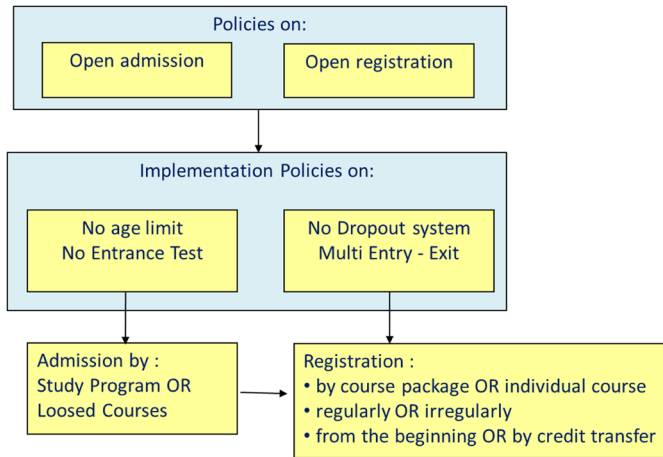 Policies on:
Open admission
Open registration
Implementation Policies on:
No age limit
No Entrance Test
No Dropout system
Multi Entry - Exit
Admission by :
Study Program OR
Loosed Courses
Registration :
• by course package OR individual course
• regularly OR irregularly
• from the beginning OR by credit transfer